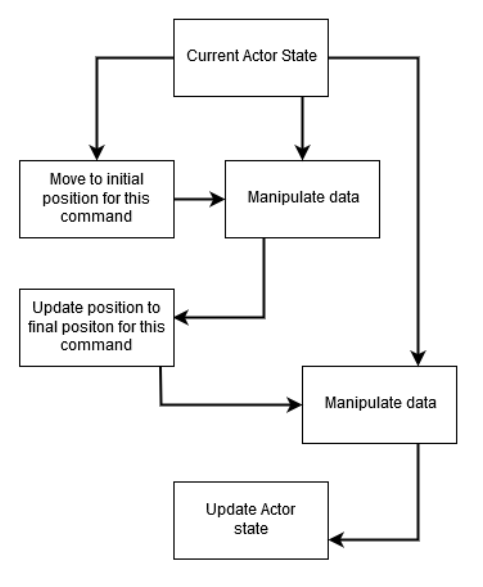 Current Actor State
Move to initial
position for this
command
Manipulate data
Update position to
final positon for this
command
Manipulate data
Update Actor
state